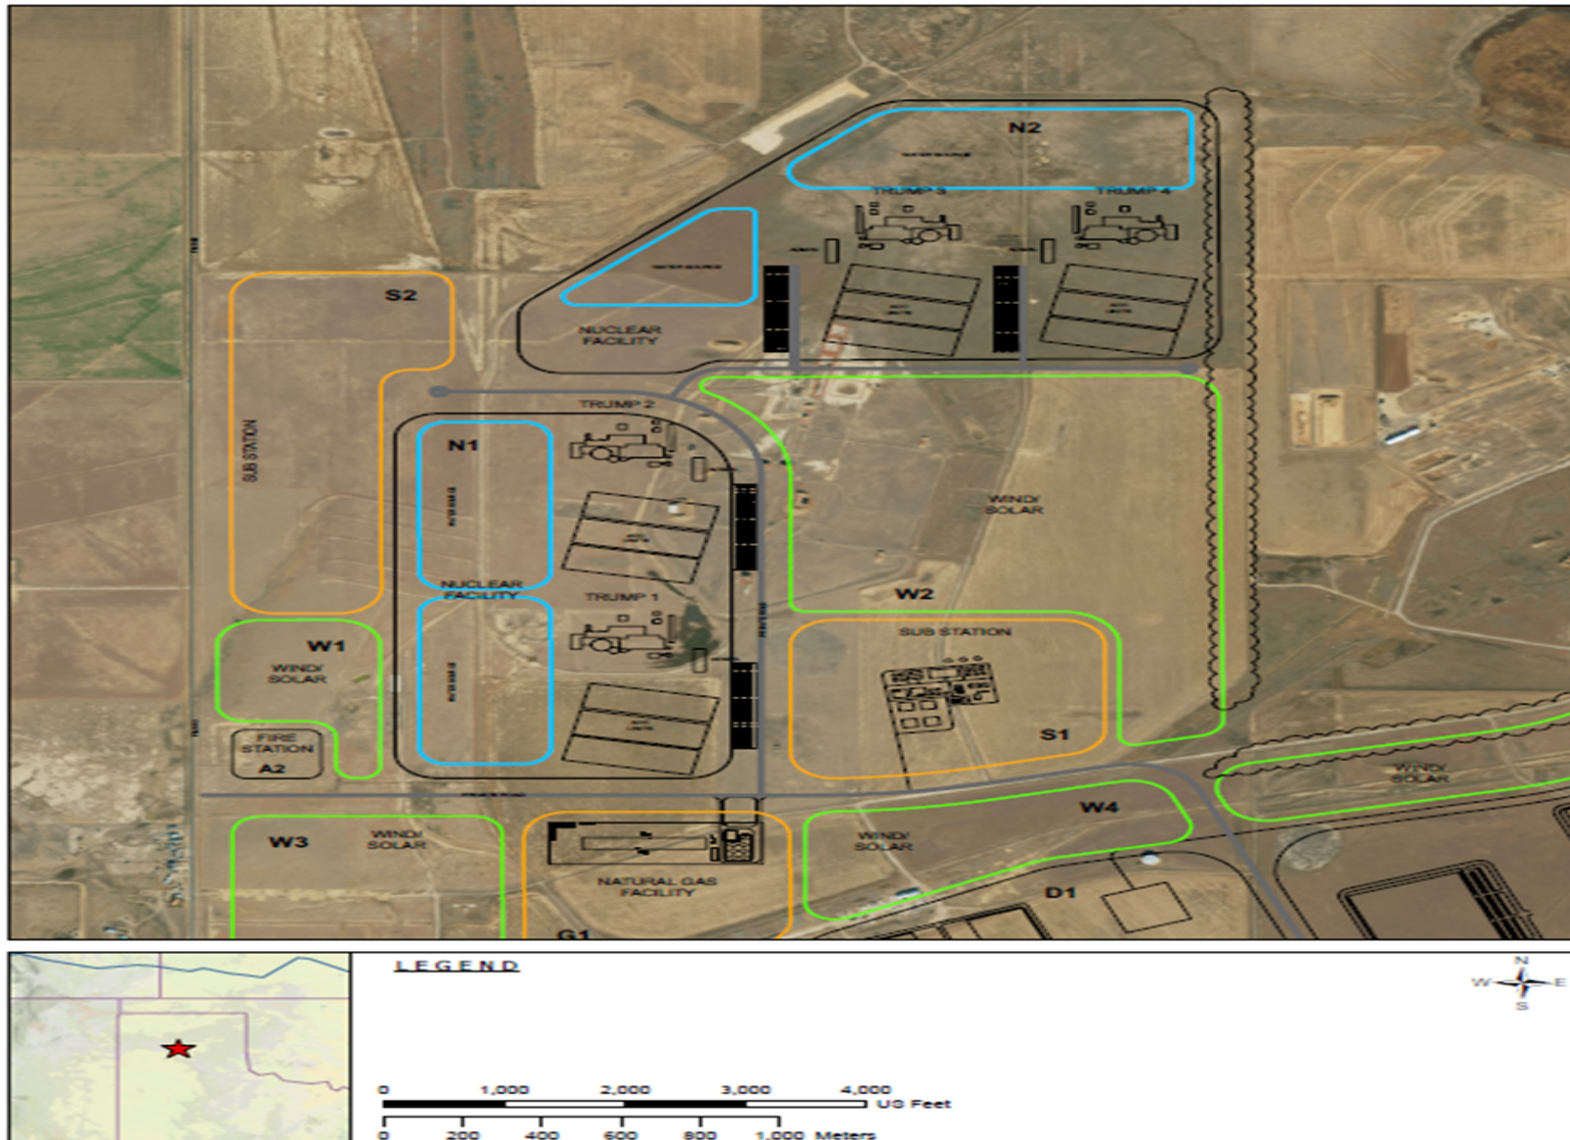 N2
TRUMP 3
TRUMP 4
S2
NUCLEAR
FACILITY
TRUMP 2
SUB STATION
N1
WIND/
SOLAR
NUCLEAR
FACILITY
TRUMP 1
W2
SUB STATION
W1
WIND/
SOLAR
S1
FIRE
STATION
A2
WIND/
SOLAR
W4
W3
WIND/
SOLAR
WIND/
SOLAR
NATURAL GAS
FACILITY
D1
G1
LEGEND
N
W
E
S
0 1,000 2,000 3,000 4,000
US Feet
0 200 400 600 800 1,000 Meters